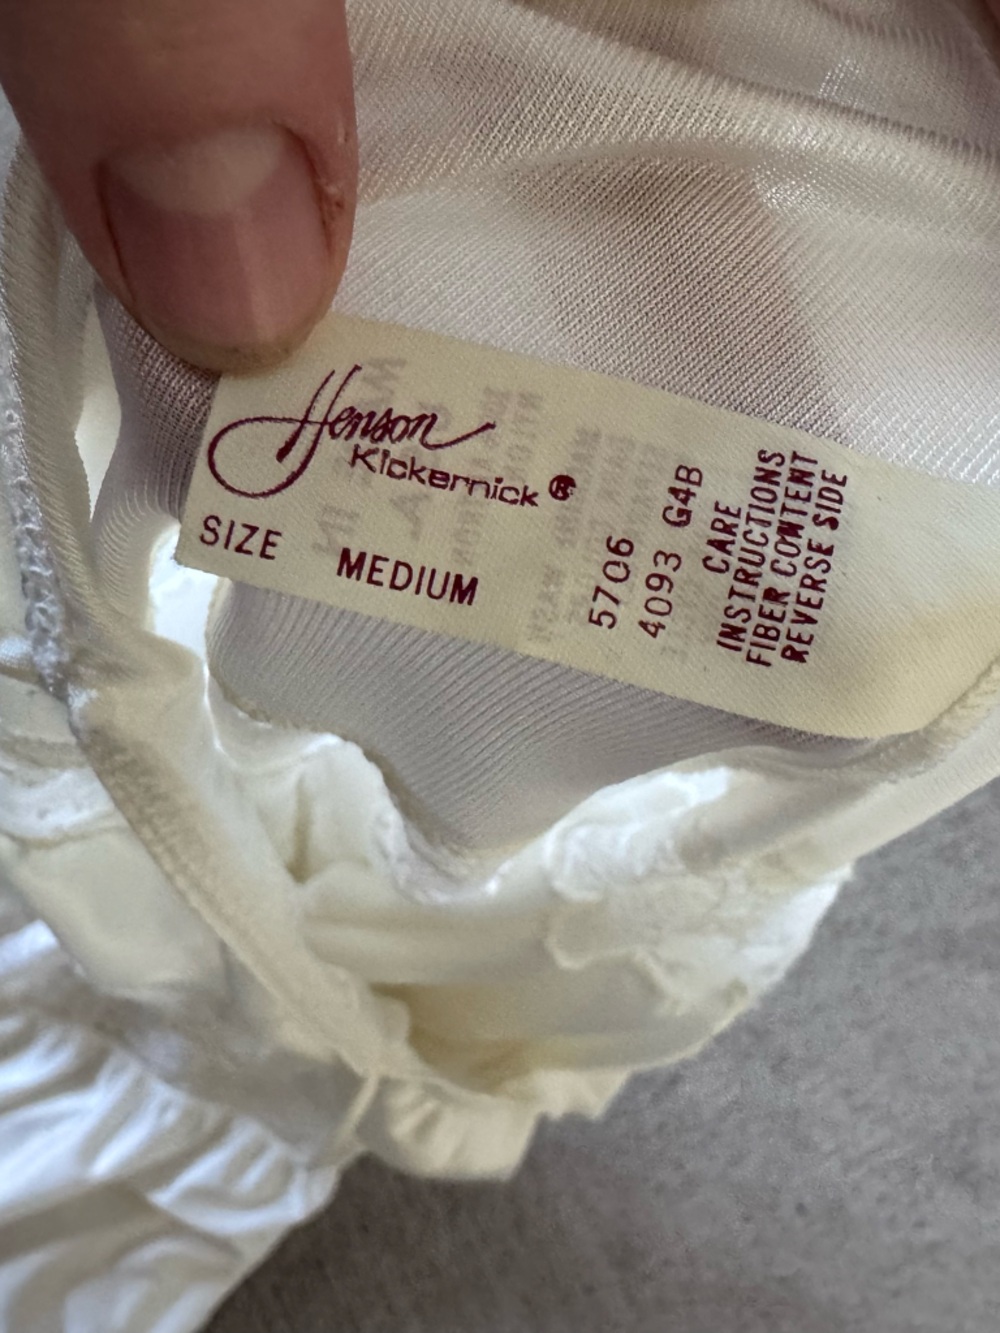 Henson
Kickernick ®
SIZE MEDIUM
5706
4093 G4B
CARE
INSTRUCTIONS
FIBER CONTENT
REVERSE SIDE